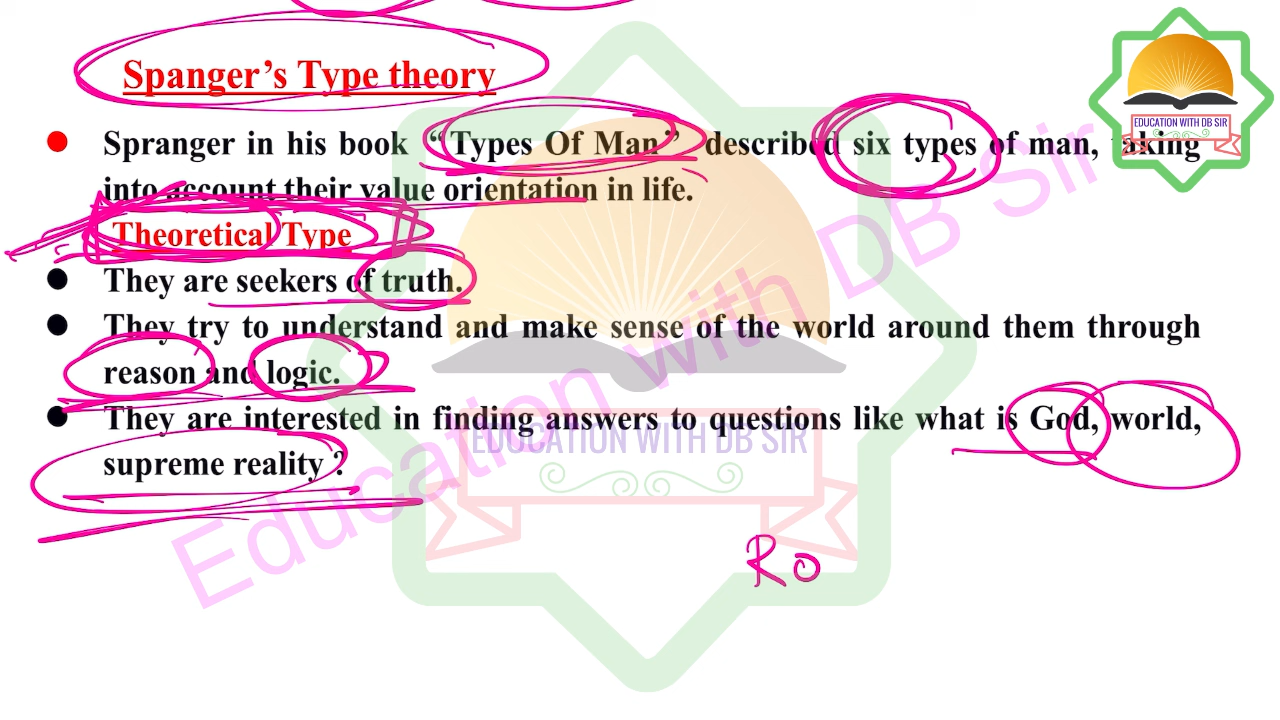 Spanger's Type theory
EDUCATION WITH DB SIR
● Spranger in his book “Types Of Man” described six types of man, taking
into account their value orientation in life.
Theoretical Type
● They are seekers of truth.
● They try to understand and make sense of the world around them through
reason and logic.
● They are interested in finding answers to questions like what is God, world,
supreme reality ?
EDUCATION WITH DB SIR
Education with DB Sir
Ro